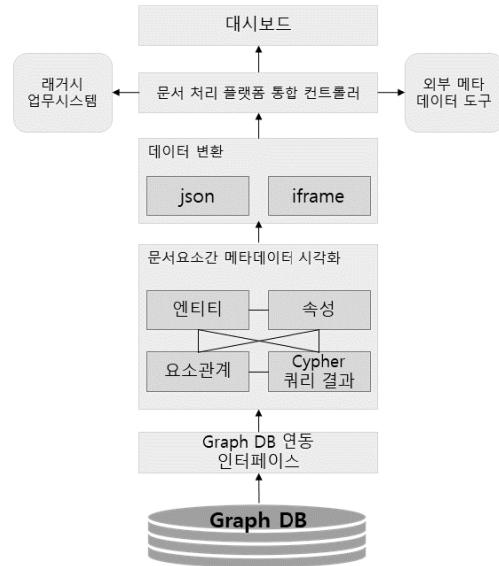 대시보드
래거시
업무시스템
문서 처리 플랫폼 통합 컨트롤러
외부 메타
데이터 도구
데이터 변환
json
iframe
문서요소간 메타데이터 시각화
엔티티
속성
요소관계
Cypher
쿼리 결과
Graph DB 연동
인터페이스
Graph DB